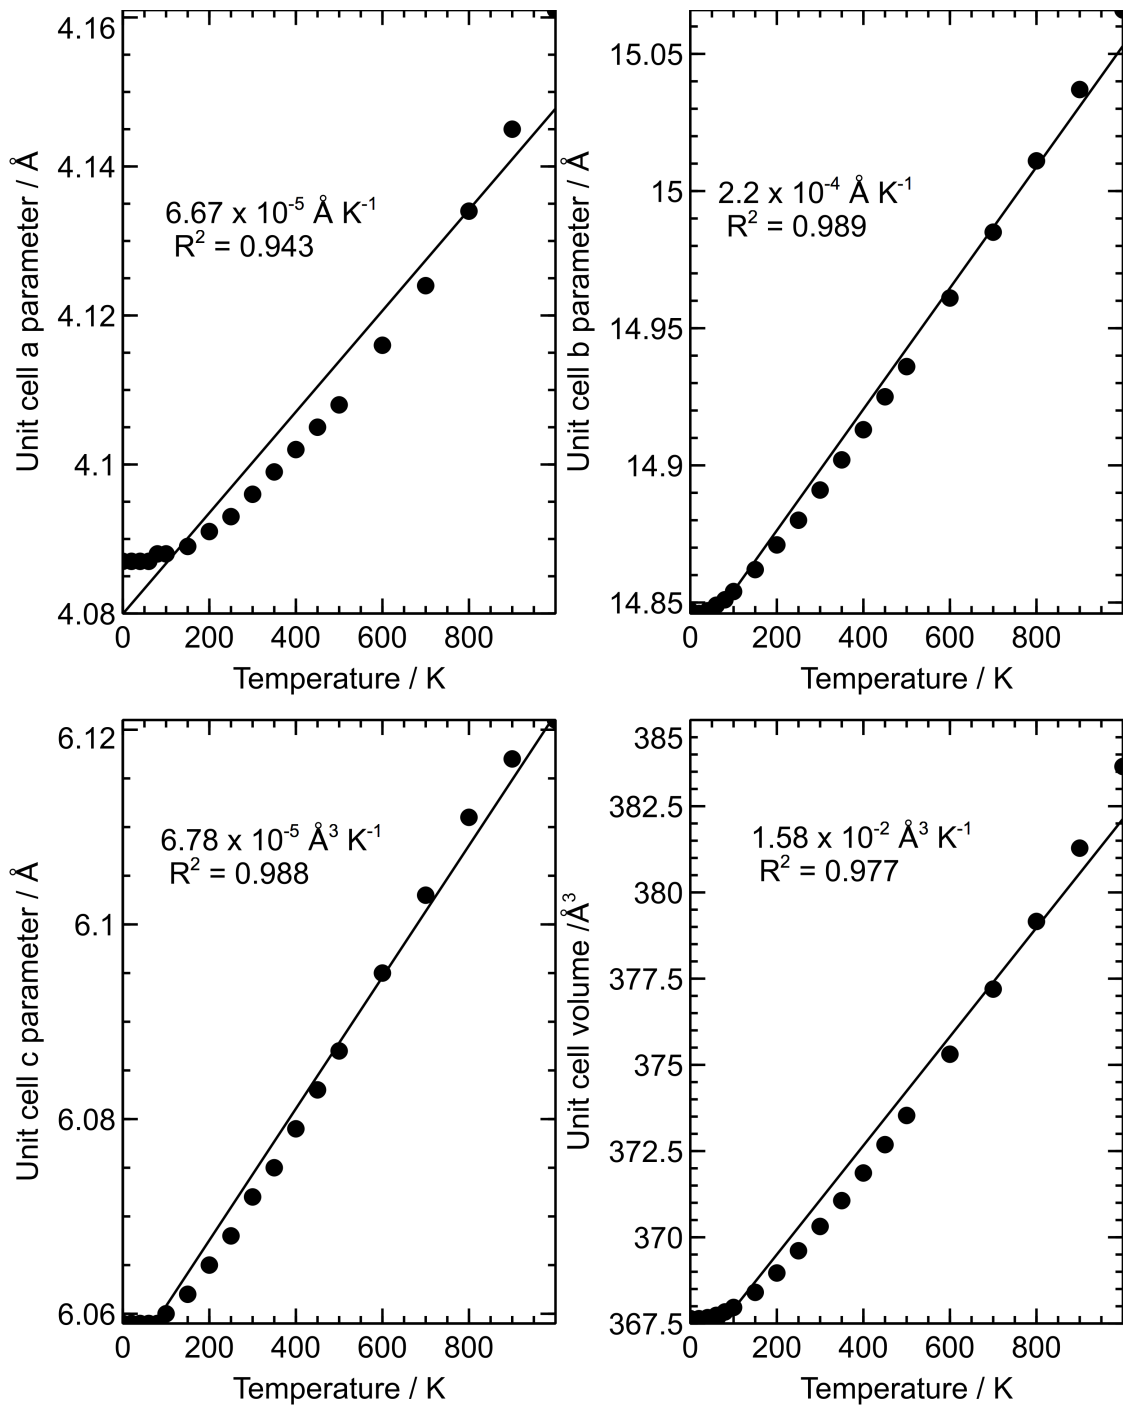 4.16
4.14
4.12
4.1
4.08
Unit cell a parameter / Å
6.67 x 10⁻⁵ Å K⁻¹
R² = 0.943
0 200 400 600 800
Temperature / K
15.05
15
14.95
14.9
14.85
Unit cell b parameter / Å
2.2 x 10⁻⁴ Å K⁻¹
R² = 0.989
0 200 400 600 800
Temperature / K
6.12
6.1
6.08
6.06
Unit cell c parameter / Å
6.78 x 10⁻⁵ Å³ K⁻¹
R² = 0.988
0 200 400 600 800
Temperature / K
385
382.5
380
377.5
375
372.5
370
367.5
Unit cell volume /Å³
1.58 x 10⁻² Å³ K⁻¹
R² = 0.977
0 200 400 600 800
Temperature / K